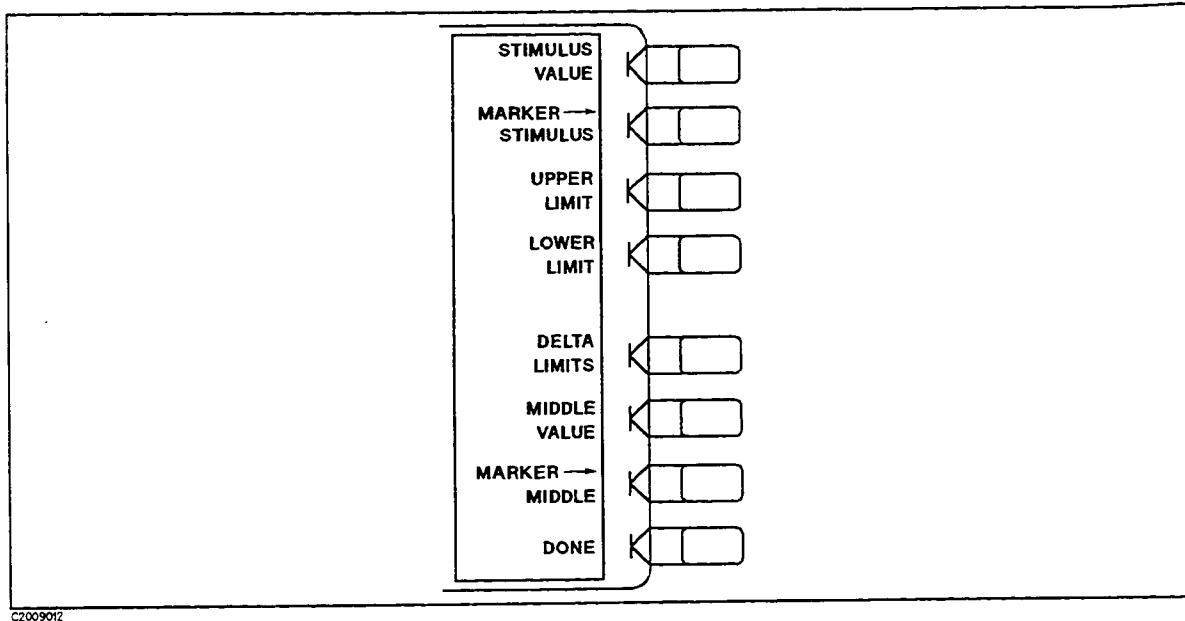 STIMULUS
VALUE
MARKER →
STIMULUS
UPPER
LIMIT
LOWER
LIMIT
DELTA
LIMITS
MIDDLE
VALUE
MARKER →
MIDDLE
DONE
C2009012